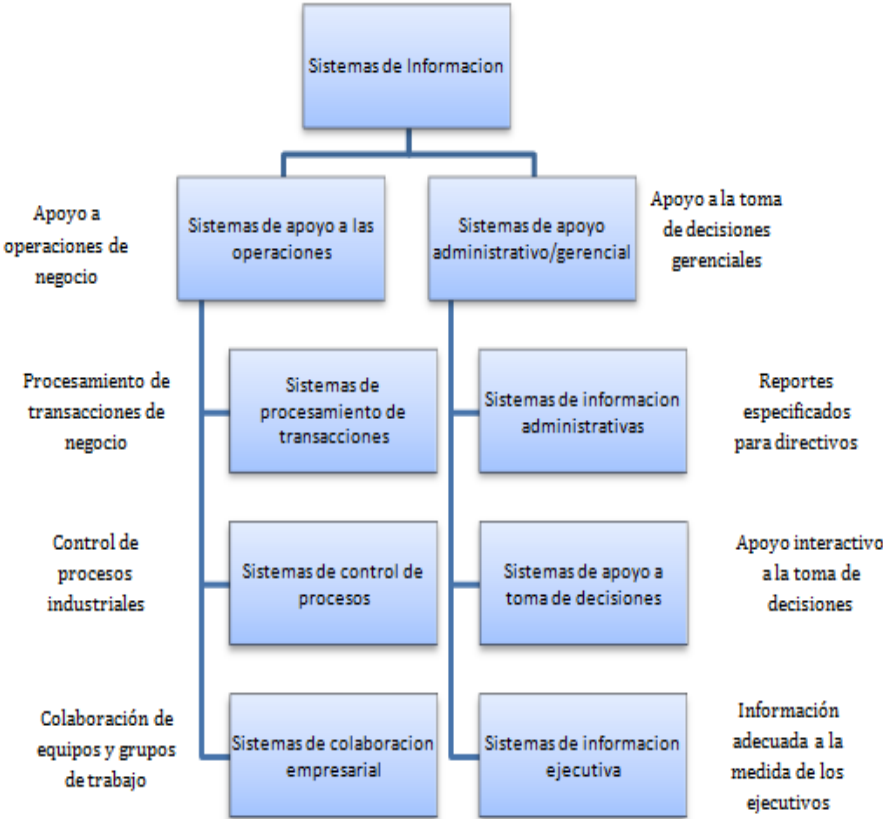 Sistemas de Informacion
Apoyo a
operaciones de
negocio
Sistemas de apoyo a las
operaciones
Sistemas de apoyo
administrativo/gerencial
Apoyo a la toma
de decisiones
gerenciales
Procesamiento de
transacciones de
negocio
Sistemas de
procesamiento de
transacciones
Sistemas de informacion
administrativas
Reportes
especificados
para directivos
Control de
procesos
industriales
Sistemas de control de
procesos
Sistemas de apoyo a
toma de decisiones
Apoyo interactivo
a la toma de
decisiones
Colaboración de
equipos y grupos
de trabajo
Sistemas de colaboracion
empresarial
Sistemas de informacion
ejecutiva
Información
adecuada a la
medida de los
ejecutivos